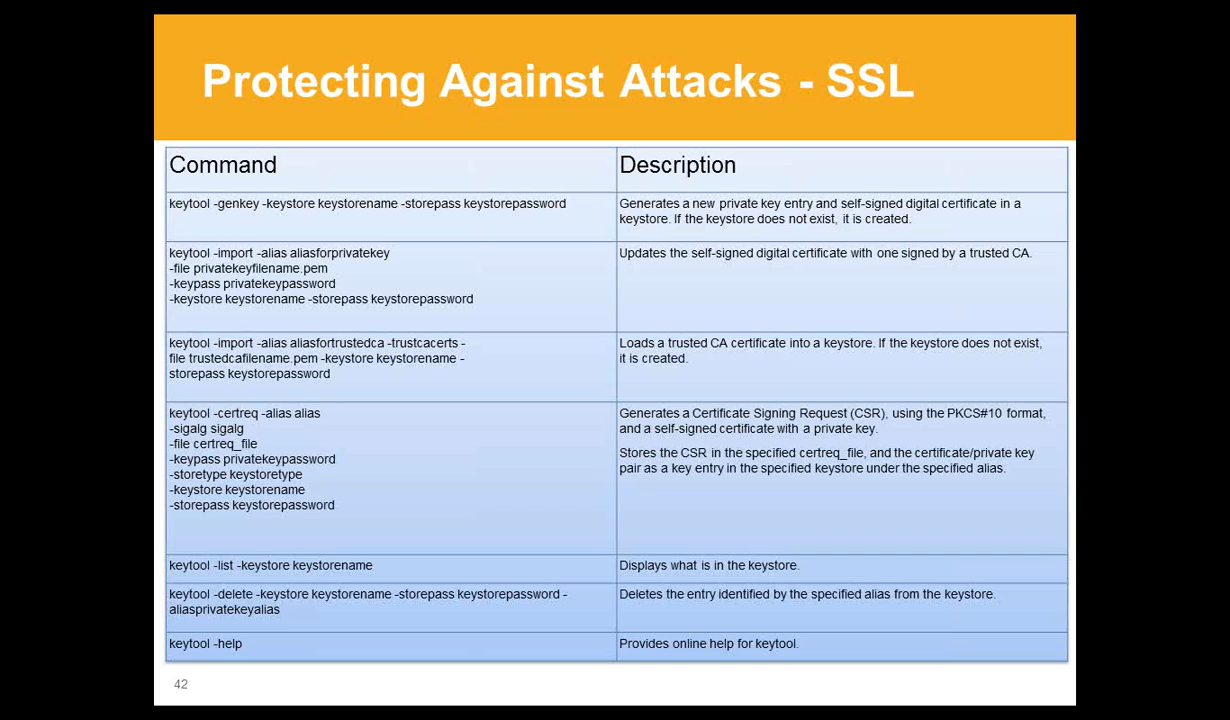 Protecting Against Attacks - SSL
Command
Description
keytool -genkey -keystore keystorename -storepass keystorepassword
Generates a new private key entry and self-signed digital certificate in a
keystore. If the keystore does not exist, it is created.
keytool -import -alias aliasforprivatekey
-file privatekeyfilename.pem
-keypass privatekeypassword
-keystore keystorename -storepass keystorepassword
Updates the self-signed digital certificate with one signed by a trusted CA.
keytool -import -alias aliasfortrustedca -trustcacerts -
file trustedcafilename.pem -keystore keystorename -
storepass keystorepassword
Loads a trusted CA certificate into a keystore. If the keystore does not exist,
it is created.
keytool -certreq -alias alias
-sigalg sigalg
-file certreq_file
-keypass privatekeypassword
-storetype keystoretype
-keystore keystorename
-storepass keystorepassword
Generates a Certificate Signing Request (CSR), using the PKCS#10 format,
and a self-signed certificate with a private key.
Stores the CSR in the specified certreq_file, and the certificate/private key
pair as a key entry in the specified keystore under the specified alias.
keytool -list -keystore keystorename
Displays what is in the keystore.
keytool -delete -keystore keystorename -storepass keystorepassword -
aliasprivatekeyalias
Deletes the entry identified by the specified alias from the keystore.
keytool -help
Provides online help for keytool.
42